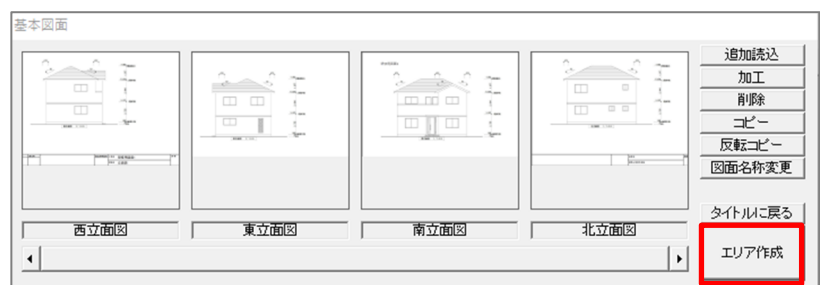 基本図面
西立面図
東立面図
南立面図
北立面図
追加読込
加工
削除
コピー
反転コピー
図面名称変更
タイトルに戻る
エリア作成